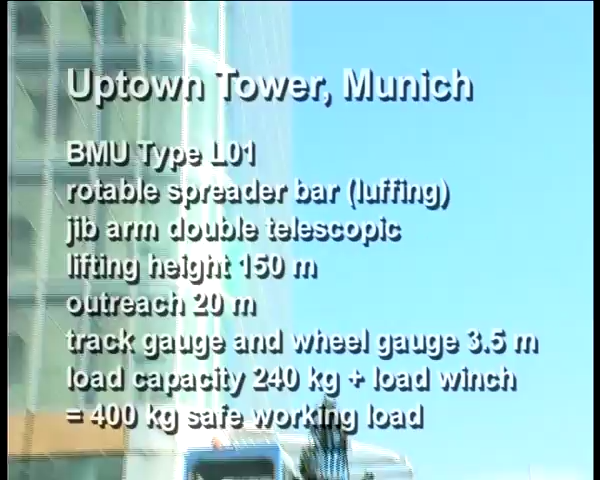 Uptown Tower, Munich
BMU Type L01
rotable spreader bar (luffing)
jib arm double telescopic
lifting height 150 m
outreach 20 m
track gauge and wheel gauge 3.5 m
load capacity 240 kg + load winch
= 400 kg safe working load